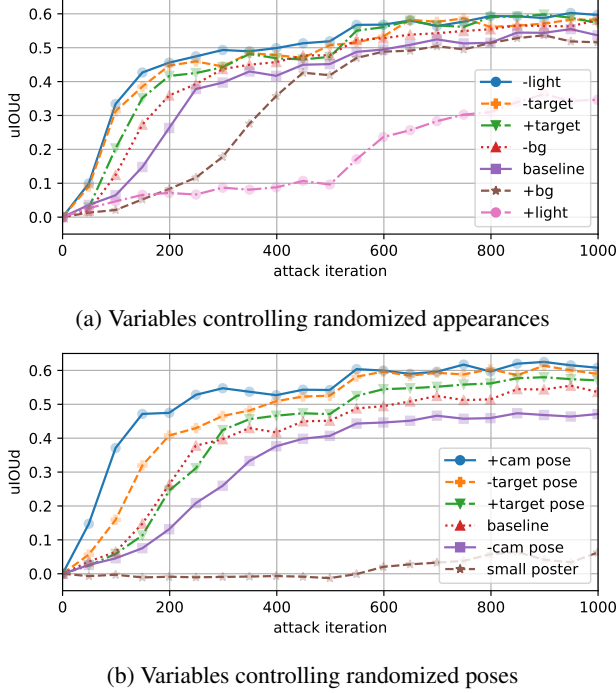 0.6
0.5
0.4
0.3
0.2
0.1
0.0
uIOUd
-light
-target
+target
-bg
baseline
+bg
+light
0 200 400 600 800 1000
attack iteration
(a) Variables controlling randomized appearances
0.6
0.5
0.4
0.3
0.2
0.1
0.0
uIOUd
+cam pose
-target pose
+target pose
baseline
-cam pose
small poster
0 200 400 600 800 1000
attack iteration
(b) Variables controlling randomized poses